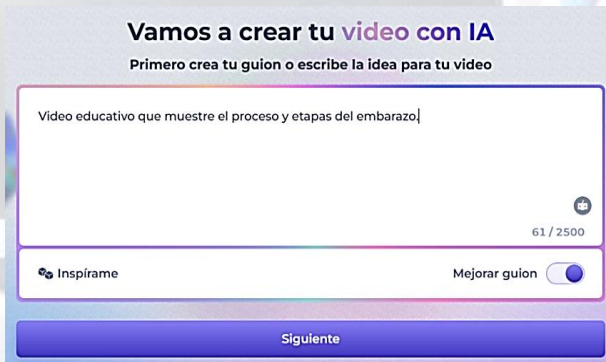 Vamos a crear tu video con IA
Primero crea tu guion o escribe la idea para tu video
Video educativo que muestre el proceso y etapas del embarazo.
61 / 2500
Inspírame
Mejorar guion
Siguiente